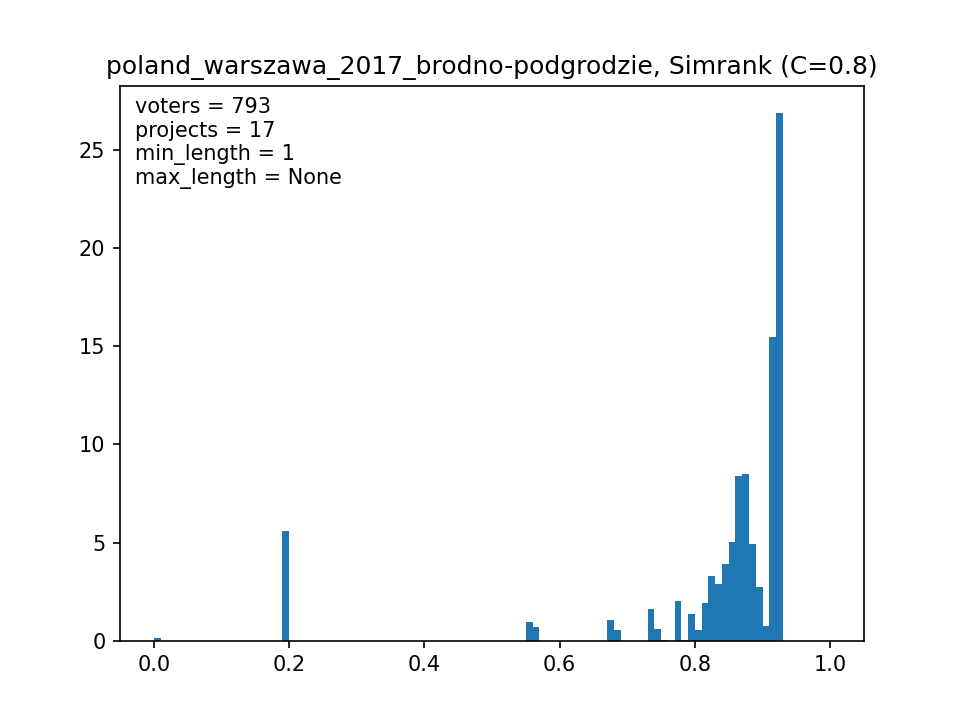 poland_warszawa_2017_brodno-podgrodzie, Simrank (C=0.8)
voters = 793
projects = 17
min_length = 1
max_length = None
25
20
15
10
5
0
0.0 0.2 0.4 0.6 0.8 1.0